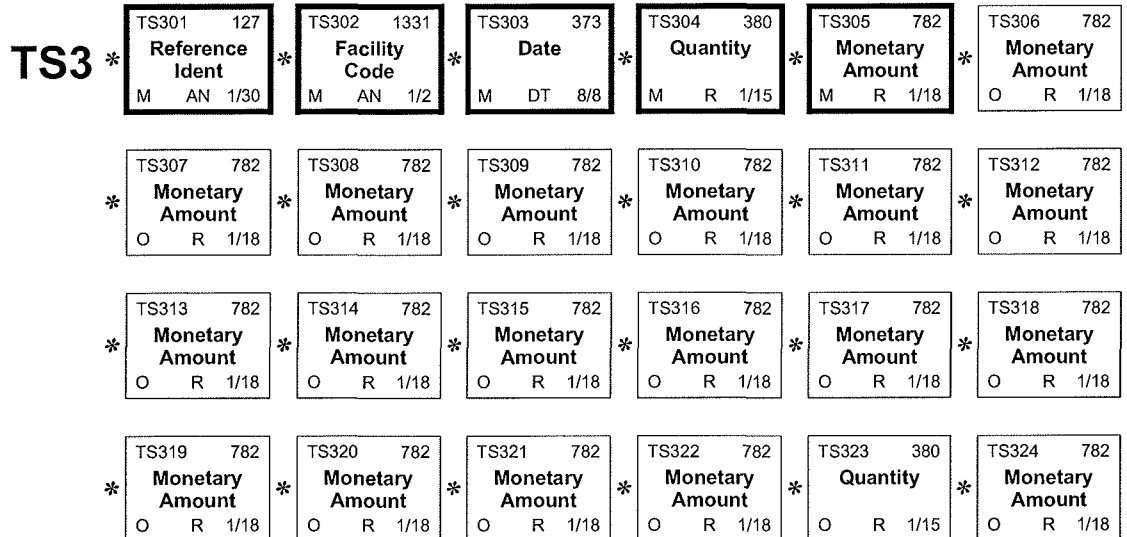 TS301 127 TS302 1331 TS303 373 TS304 380 TS305 782 TS306 782
TS3 * Reference Ident * Facility Code * Date * Quantity * Monetary Amount * Monetary Amount
M AN 1/30 M AN 1/2 M DT 8/8 M R 1/15 M R 1/18 O R 1/18
TS307 782 TS308 782 TS309 782 TS310 782 TS311 782 TS312 782
* Monetary Amount * Monetary Amount * Monetary Amount * Monetary Amount * Monetary Amount * Monetary Amount
O R 1/18 O R 1/18 O R 1/18 O R 1/18 O R 1/18 O R 1/18
TS313 782 TS314 782 TS315 782 TS316 782 TS317 782 TS318 782
* Monetary Amount * Monetary Amount * Monetary Amount * Monetary Amount * Monetary Amount * Monetary Amount
O R 1/18 O R 1/18 O R 1/18 O R 1/18 O R 1/18 O R 1/18
TS319 782 TS320 782 TS321 782 TS322 782 TS323 380 TS324 782
* Monetary Amount * Monetary Amount * Monetary Amount * Monetary Amount * Quantity * Monetary Amount
O R 1/18 O R 1/18 O R 1/18 O R 1/18 O R 1/15 O R 1/18